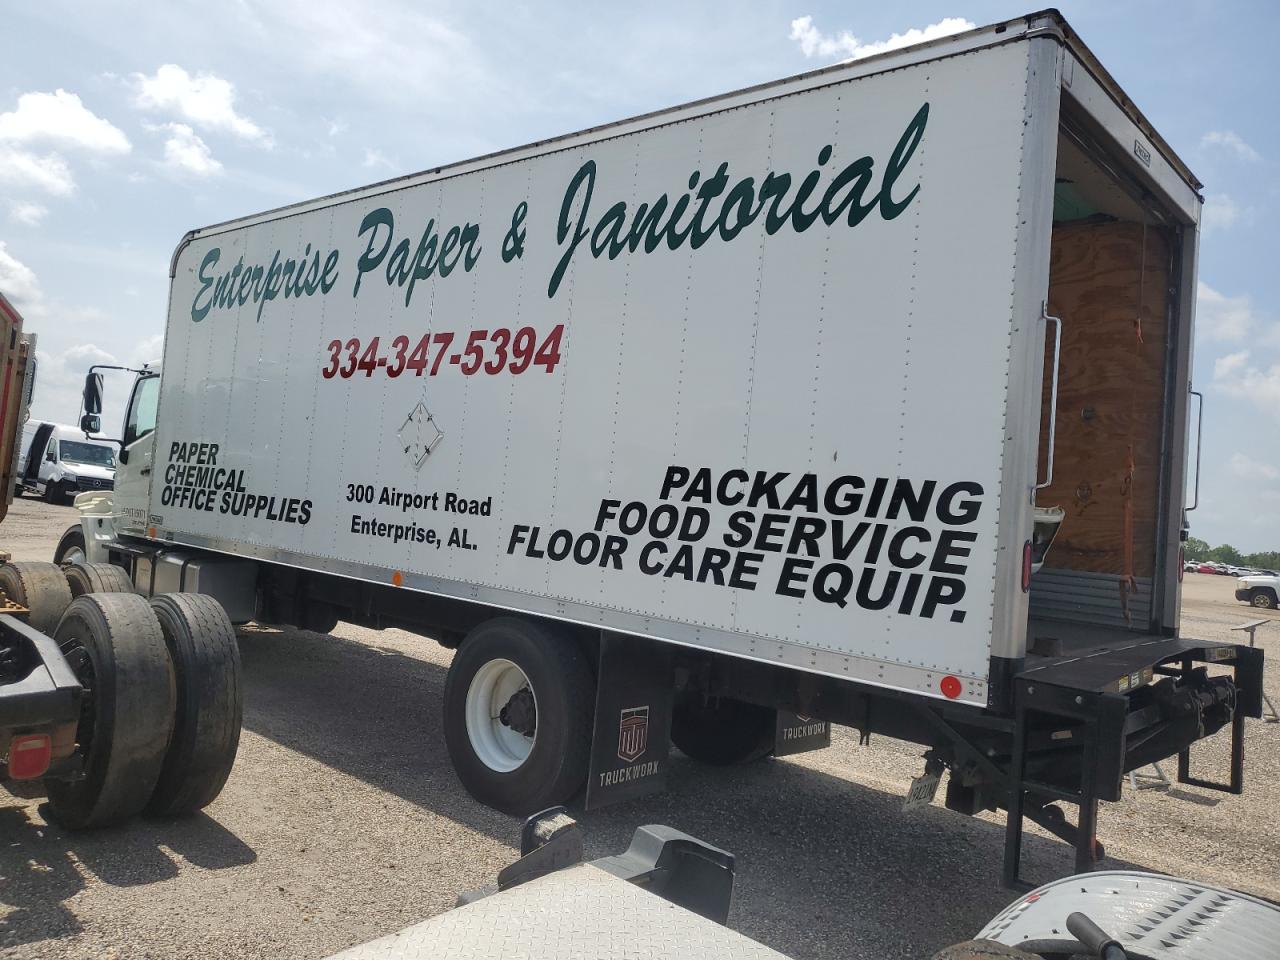 Enterprise Paper & Janitorial
334-347-5394
PAPER
CHEMICAL
OFFICE SUPPLIES
300 Airport Road
Enterprise, AL.
PACKAGING
FOOD SERVICE
FLOOR CARE EQUIP.
TRUCKWORX
TRUCKWORX